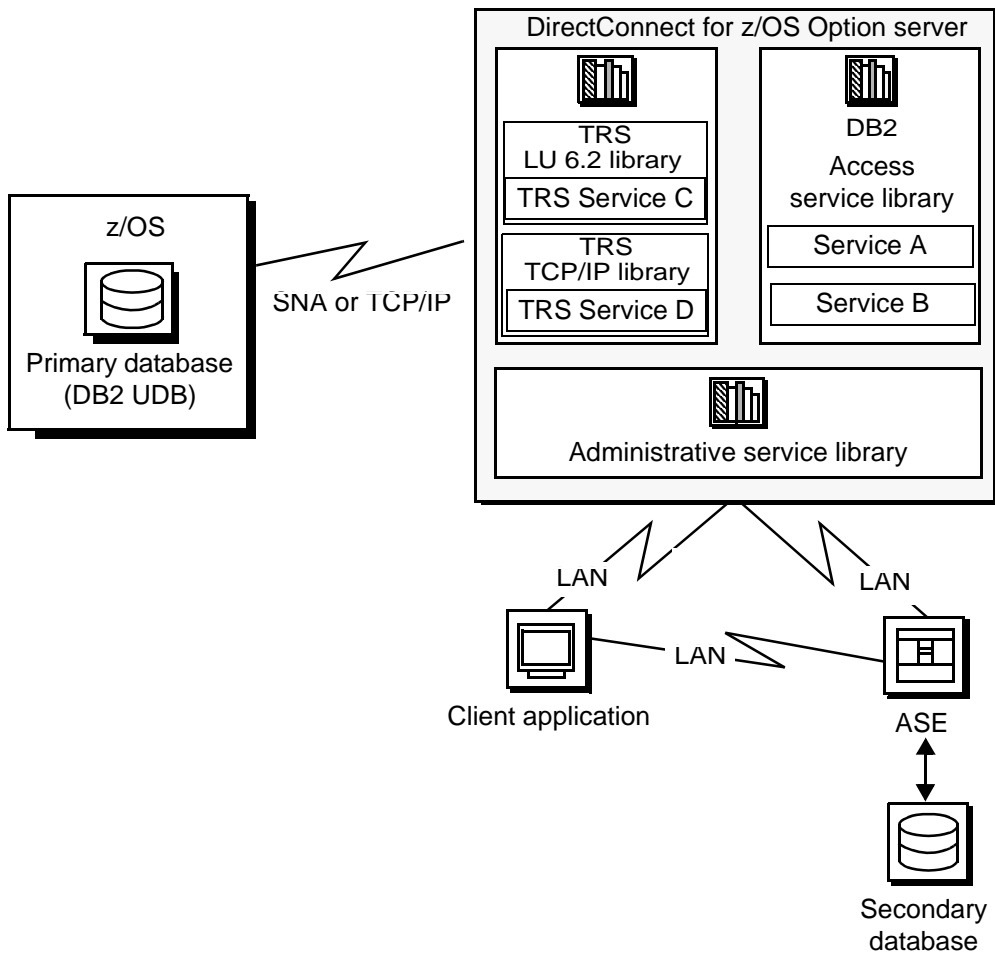 DirectConnect for z/OS Option server
TRS
LU 6.2 library
TRS Service C
TRS
TCP/IP library
TRS Service D
DB2
Access
service library
Service A
Service B
Administrative service library
z/OS
Primary database
(DB2 UDB)
SNA or TCP/IP
LAN
LAN
LAN
Client application
ASE
Secondary
database